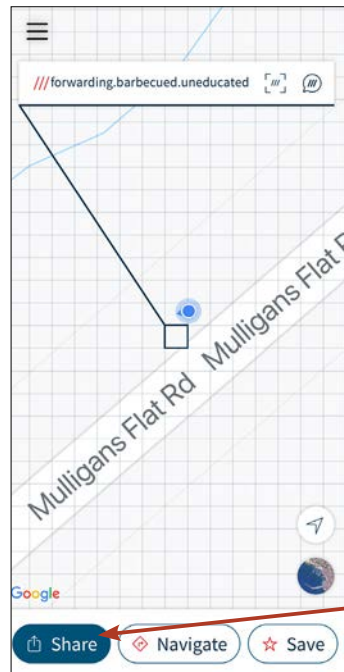 ///forwarding.barbecued.uneducated
Mulligans Flat R
Mulligans Flat Rd
Google
Share
Navigate
Save